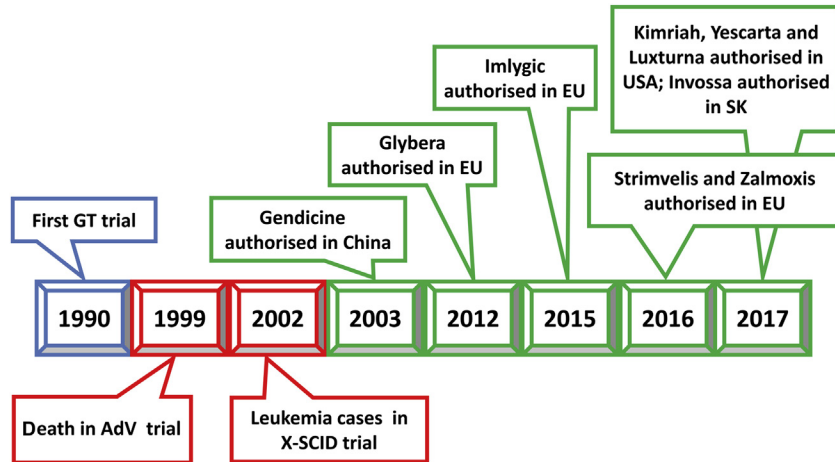 Kimriah, Yescarta and
Luxturna authorised in
USA; Invossa authorised
in SK
Imlygic
authorised in EU
Glybera
authorised in EU
Strimvelis and Zalmoxis
authorised in EU
First GT trial
Gendicine
authorised in China
1990
1999
2002
2003
2012
2015
2016
2017
Death in AdV trial
Leukemia cases in
X-SCID trial